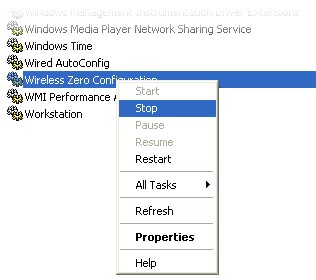 Windows Management Instrumentation Driver Extensions
Windows Media Player Network Sharing Service
Windows Time
Wired AutoConfig
Wireless Zero Configuration
WMI Performance A
Workstation
Start
Stop
Pause
Resume
Restart
All Tasks
Refresh
Properties
Help